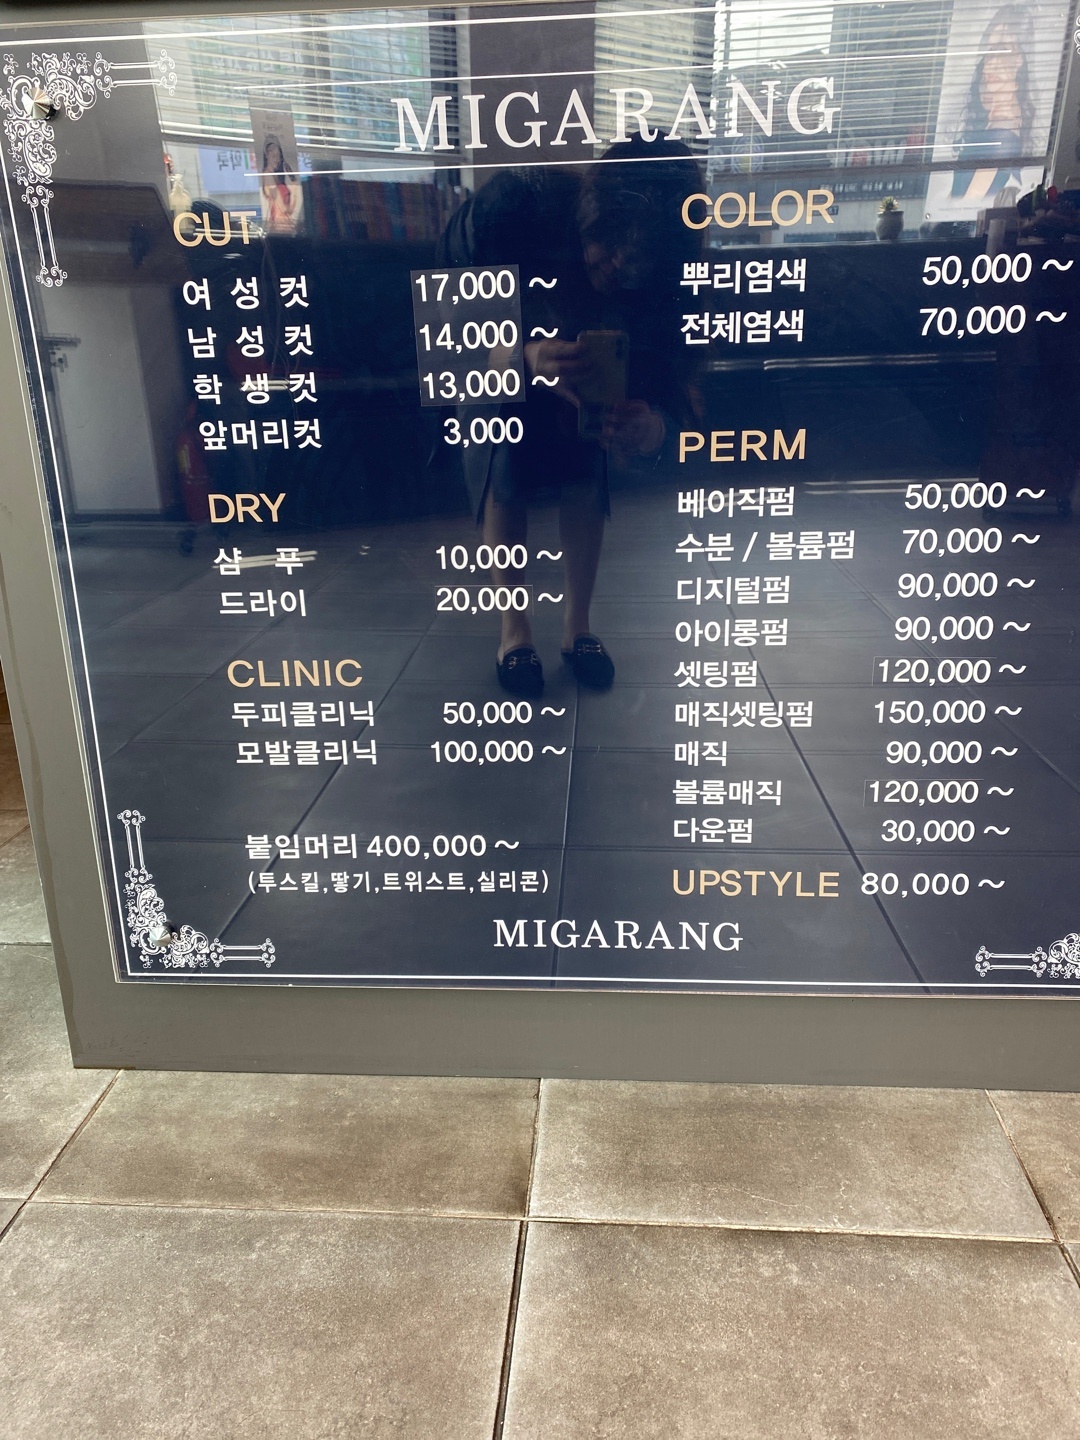 MIGARANG
CUT
여성컷 17,000 ~
남성컷 14,000 ~
학생컷 13,000 ~
앞머리컷 3,000
DRY
샴푸 10,000 ~
드라이 20,000 ~
CLINIC
두피클리닉 50,000 ~
모발클리닉 100,000 ~
붙임머리 400,000 ~
(투스킬,땋기,트위스트,실리콘)
COLOR
뿌리염색 50,000 ~
전체염색 70,000 ~
PERM
베이직펌 50,000 ~
수분 / 볼륨펌 70,000 ~
디지털펌 90,000 ~
아이롱펌 90,000 ~
셋팅펌 120,000 ~
매직셋팅펌 150,000 ~
매직 90,000 ~
볼륨매직 120,000 ~
다운펌 30,000 ~
UPSTYLE 80,000 ~
MIGARANG